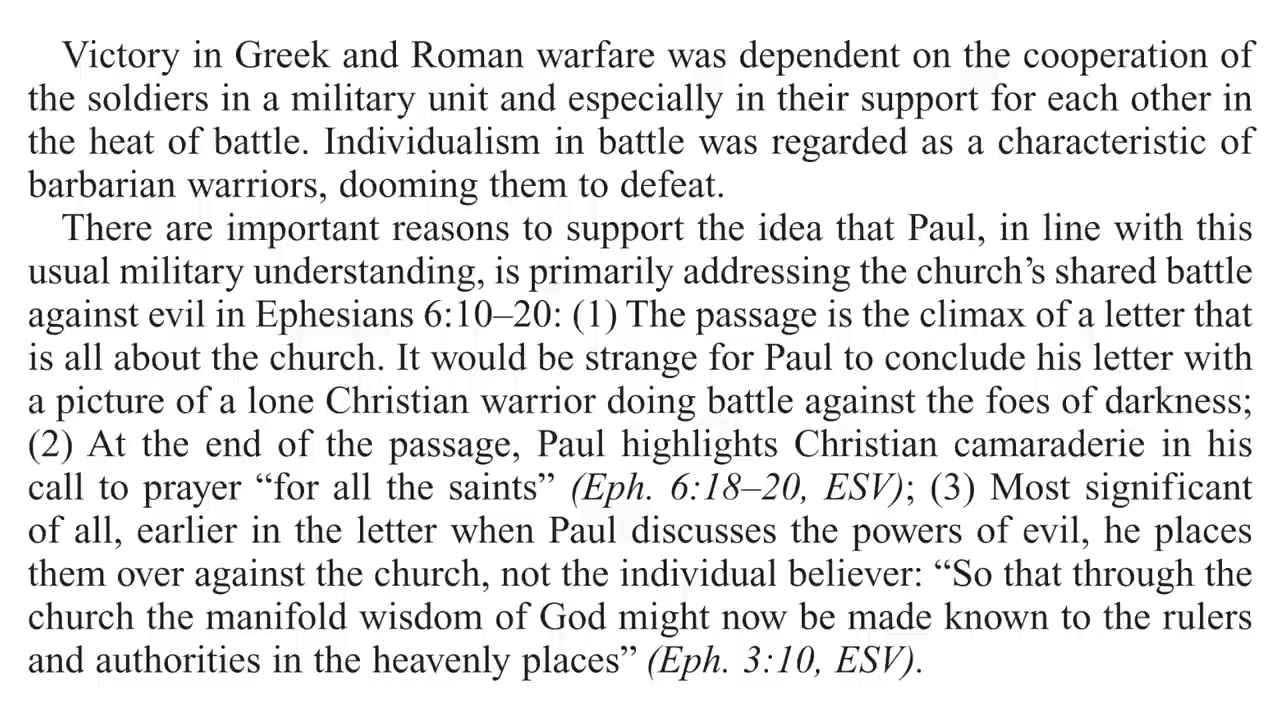 Victory in Greek and Roman warfare was dependent on the cooperation of
the soldiers in a military unit and especially in their support for each other in
the heat of battle. Individualism in battle was regarded as a characteristic of
barbarian warriors, dooming them to defeat.
There are important reasons to support the idea that Paul, in line with this
usual military understanding, is primarily addressing the church’s shared battle
against evil in Ephesians 6:10–20: (1) The passage is the climax of a letter that
is all about the church. It would be strange for Paul to conclude his letter with
a picture of a lone Christian warrior doing battle against the foes of darkness;
(2) At the end of the passage, Paul highlights Christian camaraderie in his
call to prayer “for all the saints” (Eph. 6:18–20, ESV); (3) Most significant
of all, earlier in the letter when Paul discusses the powers of evil, he places
them over against the church, not the individual believer: “So that through the
church the manifold wisdom of God might now be made known to the rulers
and authorities in the heavenly places” (Eph. 3:10, ESV).